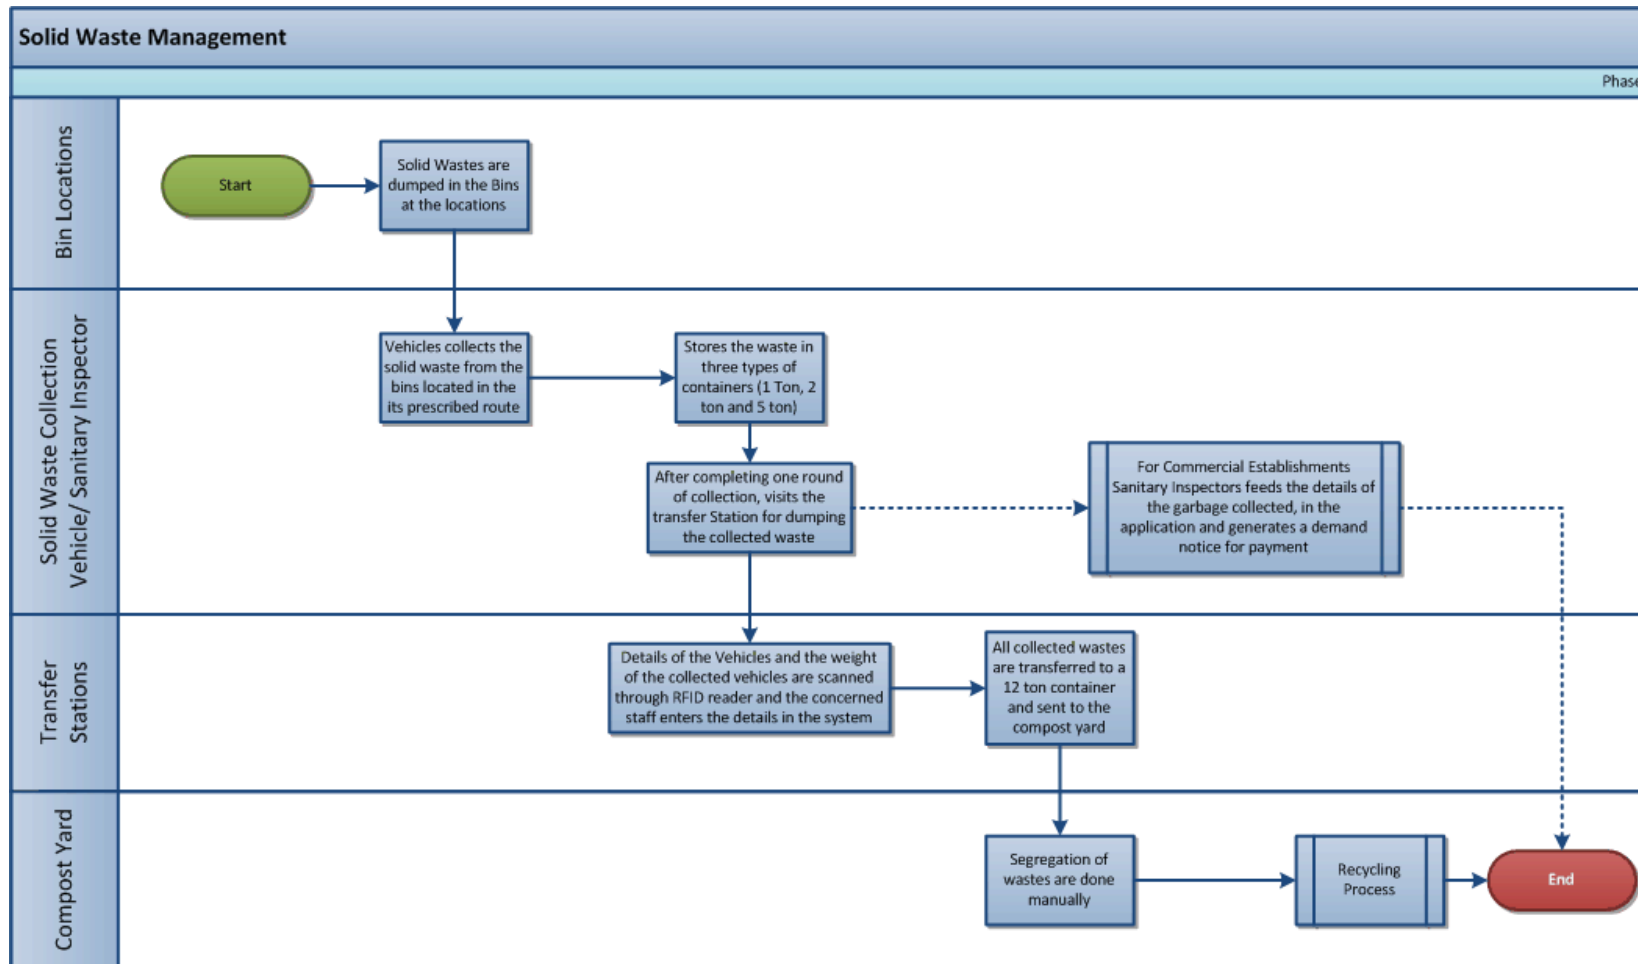 Solid Waste Management
Phase
Bin Locations
Start
Solid Wastes are
dumped in the Bins
at the locations
Solid Waste Collection
Vehicle/ Sanitary Inspector
Vehicles collects the
solid waste from the
bins located in the
its prescribed route
Stores the waste in
three types of
containers (1 Ton, 2
ton and 5 ton)
After completing one round
of collection, visits the
transfer Station for dumping
the collected waste
For Commercial Establishments
Sanitary Inspectors feeds the details of
the garbage collected, in the
application and generates a demand
notice for payment
Transfer
Stations
Details of the Vehicles and the weight
of the collected vehicles are scanned
through RFID reader and the concerned
staff enters the details in the system
All collected wastes
are transferred to a
12 ton container
and sent to the
compost yard
Compost Yard
Segregation of
wastes are done
manually
Recycling
Process
End